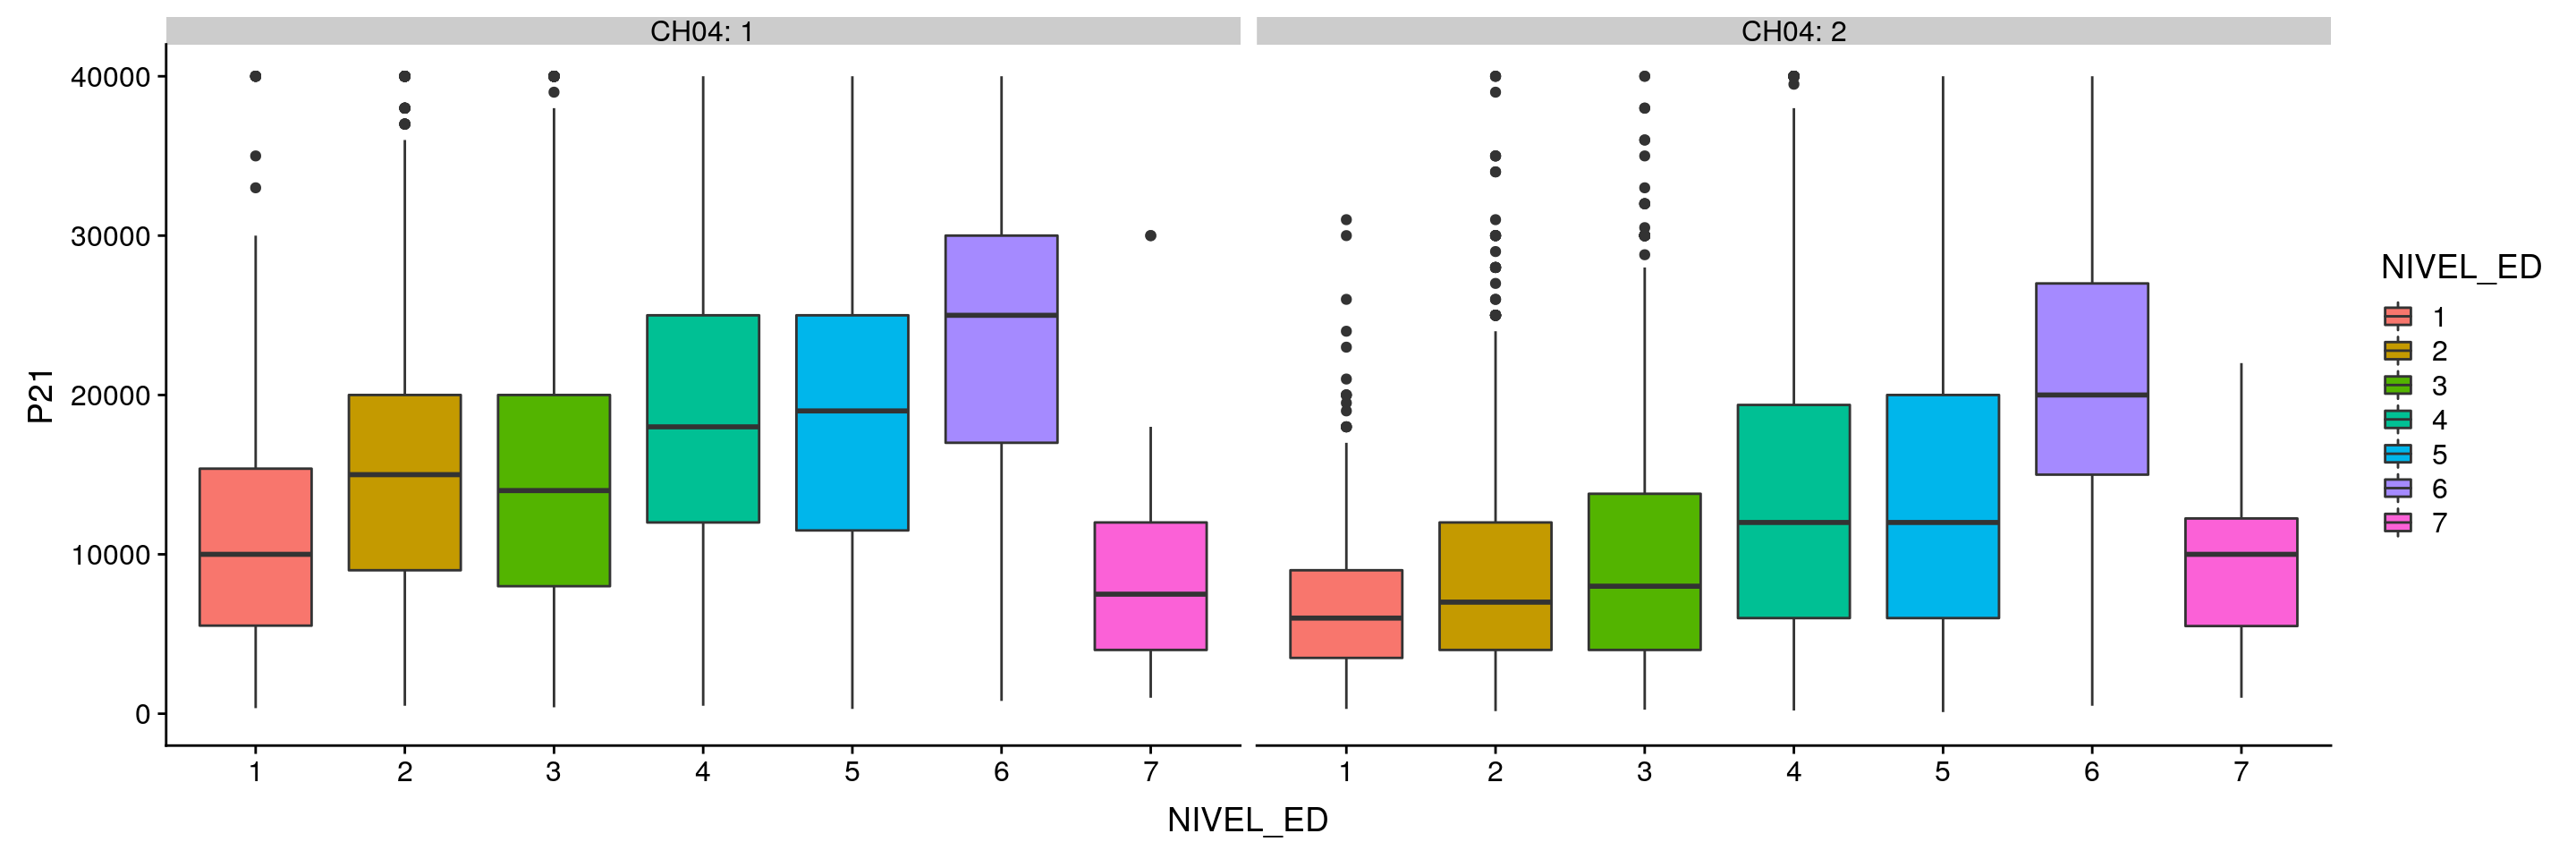 CH04: 1
CH04: 2
P21
40000
30000
20000
10000
0
1 2 3 4 5 6 7
1 2 3 4 5 6 7
NIVEL_ED
NIVEL_ED
1
2
3
4
5
6
7